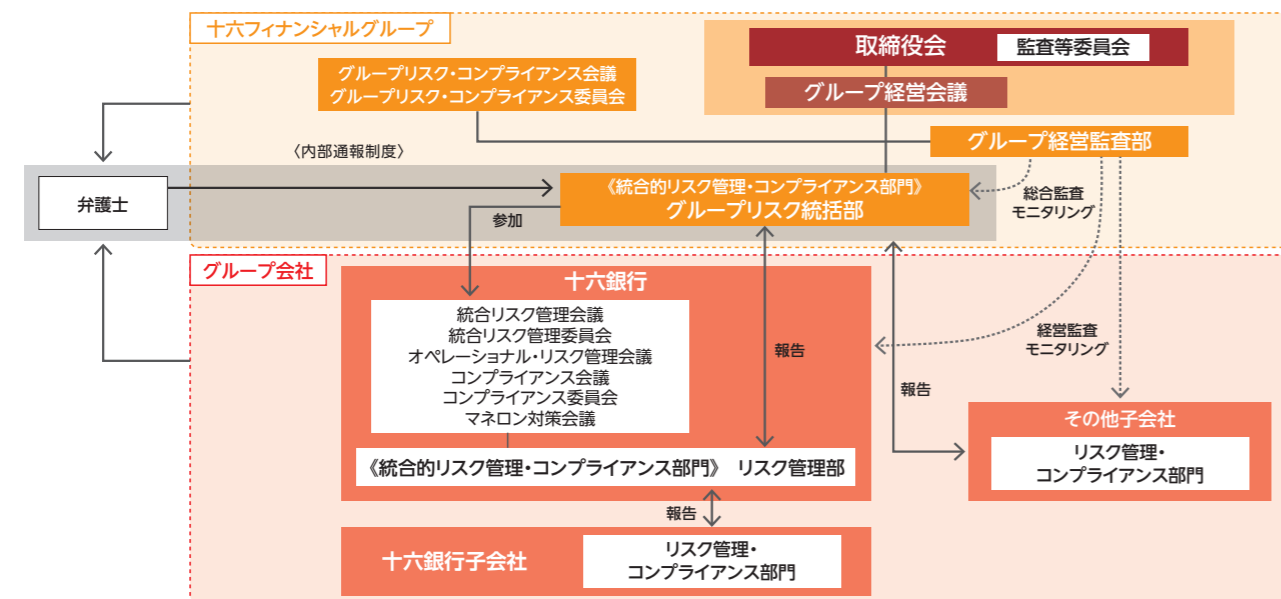 十六フィナンシャルグループ
取締役会
監査等委員会
グループリスク・コンプライアンス会議
グループリスク・コンプライアンス委員会
グループ経営会議
グループ経営監査部
〈内部通報制度〉
弁護士
《統合的リスク管理・コンプライアンス部門》
グループリスク統括部
総合監査
モニタリング
参加
グループ会社
十六銀行
統合リスク管理会議
統合リスク管理委員会
オペレーショナル・リスク管理会議
コンプライアンス会議
コンプライアンス委員会
マネロン対策会議
報告
経営監査
モニタリング
報告
《統合的リスク管理・コンプライアンス部門》 リスク管理部
その他子会社
リスク管理・
コンプライアンス部門
報告
十六銀行子会社
リスク管理・
コンプライアンス部門